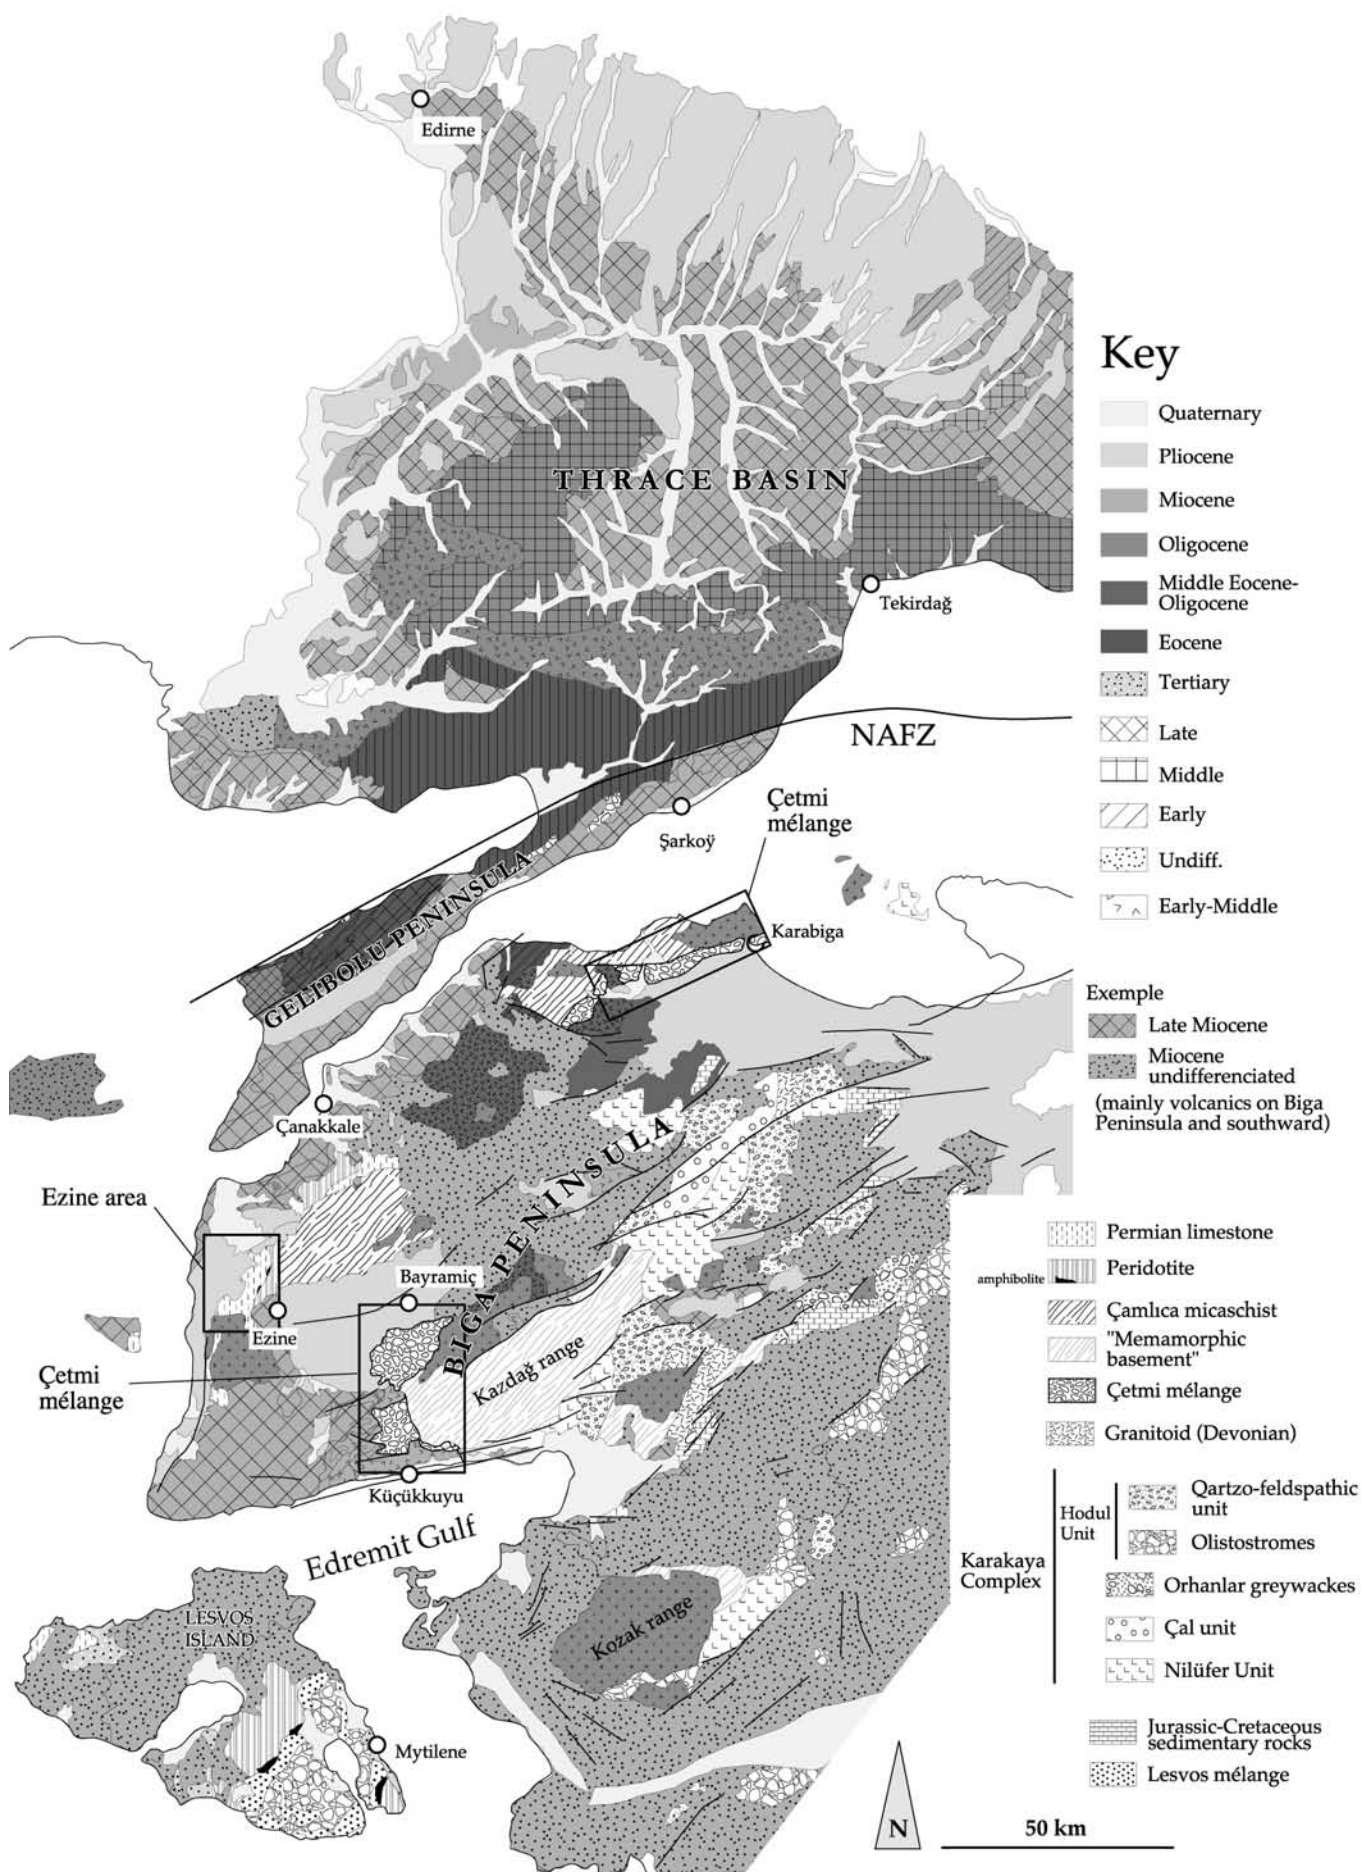 Edirne
THRACE BASIN
Tekirdağ
NAFZ
Çetmi
mélange
Şarkoÿ
GELIBOLU PENINSULA
Karabiga
Çanakkale
BIGA PENINSULA
Ezine area
Bayramiç
Ezine
Çetmi
mélange
Kazdağ range
Küçükkuyu
Edremit Gulf
LESVOS
ISLAND
Kozak range
Mytilene
Key
Quaternary
Pliocene
Miocene
Oligocene
Middle Eocene-
Oligocene
Eocene
Tertiary
Late
Middle
Early
Undiff.
Early-Middle
Exemple
Late Miocene
Miocene
undifferenciated
(mainly volcanics on Biga
Peninsula and southward)
Permian limestone
amphibolite
Peridotite
Çamlıca micaschist
"Memamorphic
basement"
Çetmi mélange
Granitoid (Devonian)
Karakaya
Complex
Hodul
Unit
Qartzo-feldspathic
unit
Olistostromes
Orhanlar greywackes
Çal unit
Nilüfer Unit
Jurassic-Cretaceous
sedimentary rocks
Lesvos mélange
N
50 km